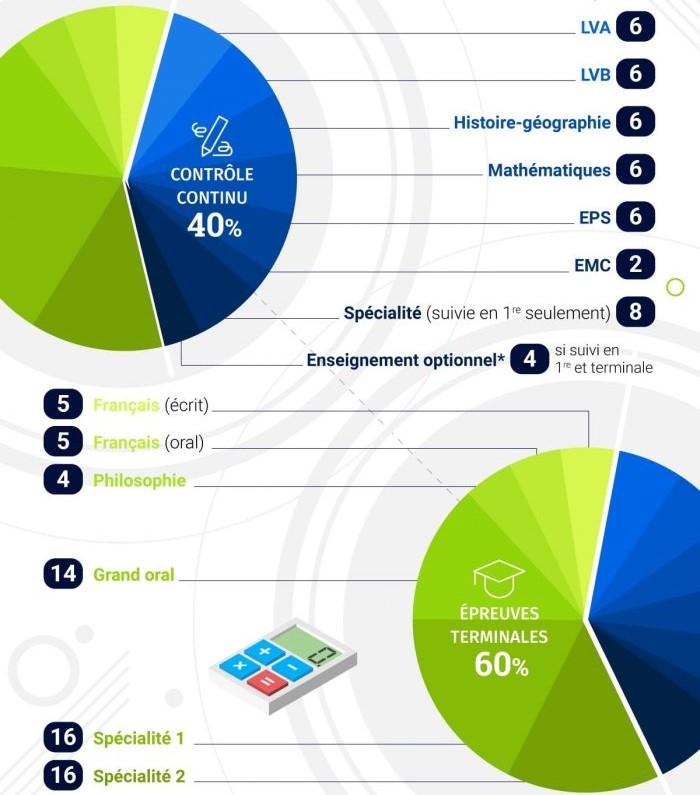 LVA 6
LVB 6
Histoire-géographie 6
Mathématiques 6
EPS 6
EMC 2
Spécialité (suivie en 1re seulement) 8
Enseignement optionnel* 4 si suivi en
1re et terminale
CONTRÔLE
CONTINU
40%
5 Français (écrit)
5 Français (oral)
4 Philosophie
14 Grand oral
16 Spécialité 1
16 Spécialité 2
ÉPREUVES
TERMINALES
60%
+
×
−
=